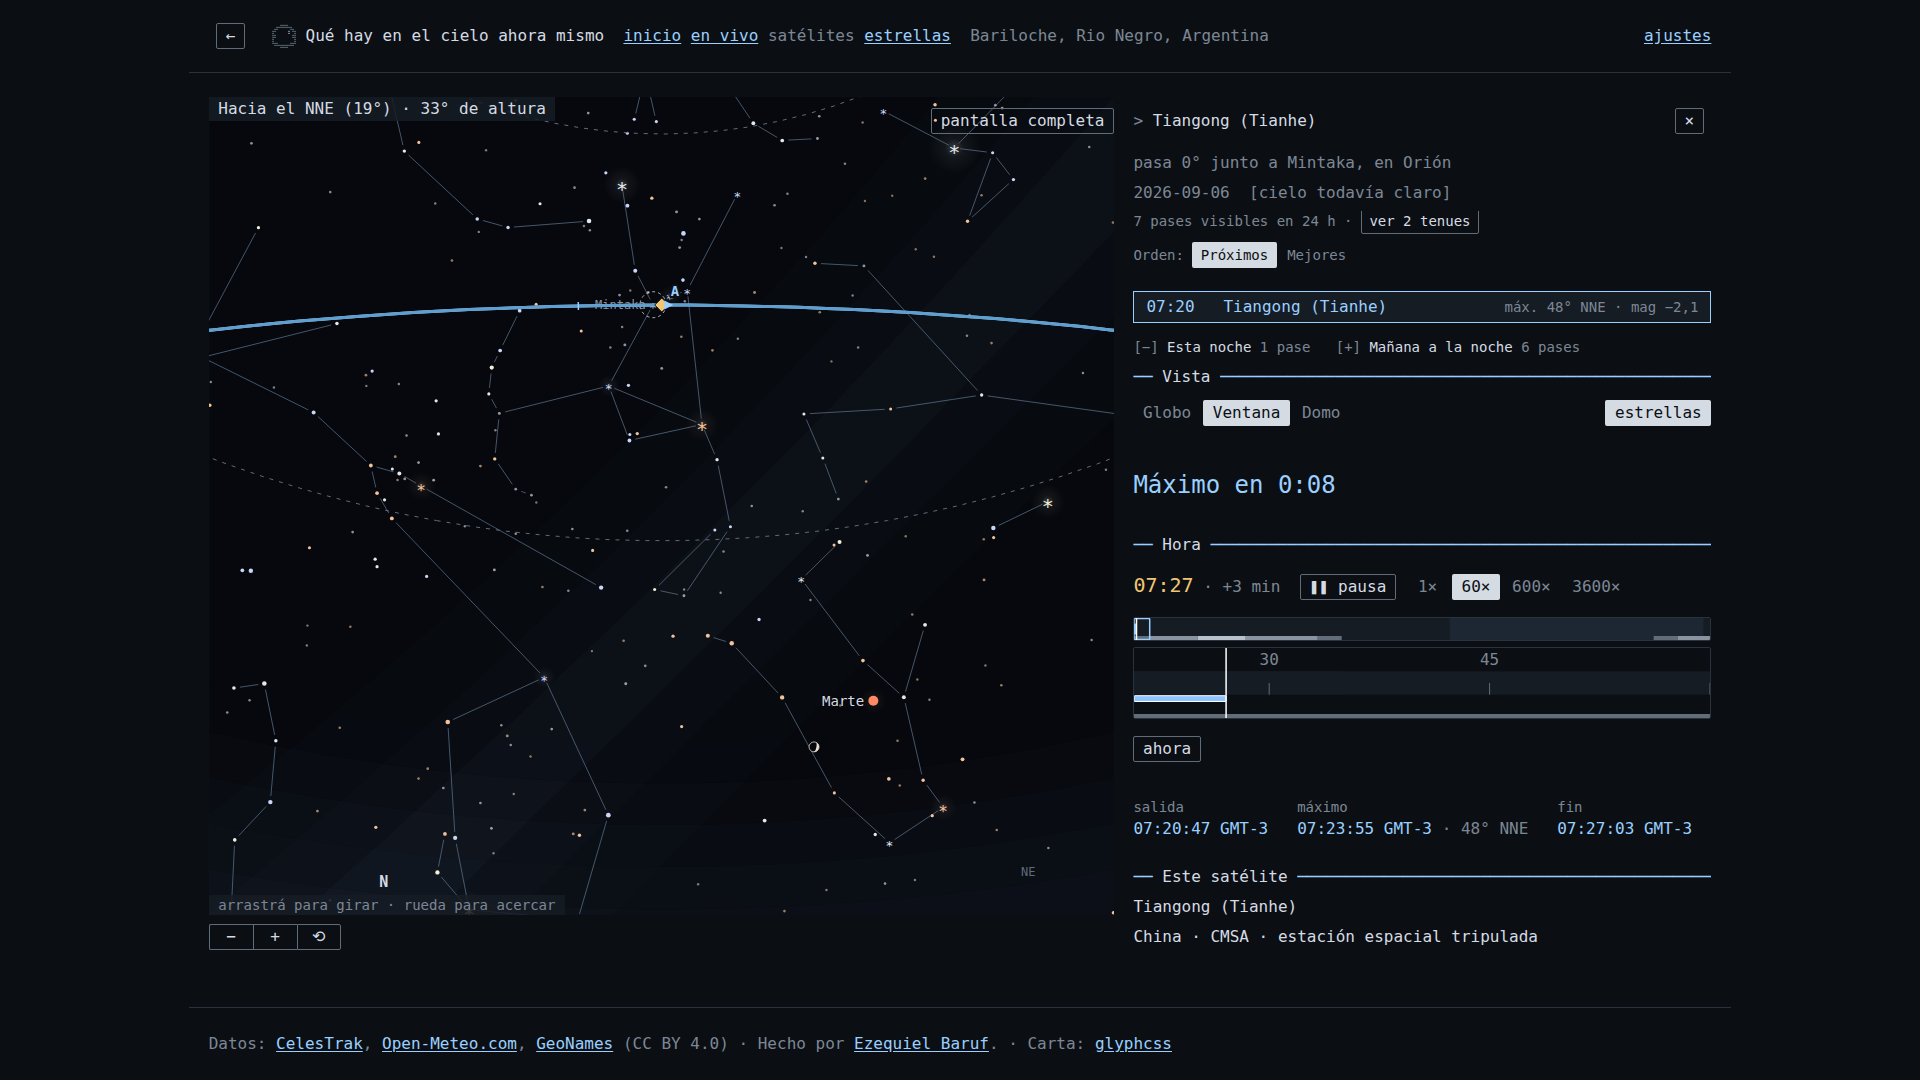 ← Qué hay en el cielo ahora mismo inicio en vivo satélites estrellas Bariloche, Rio Negro, Argentina ajustes
Hacia el NNE (19°) · 33° de altura
pantalla completa
A
Mintaka
Marte
N
NE
arrastrá para girar · rueda para acercar
− + ⟲
> Tiangong (Tianhe) ×
pasa 0° junto a Mintaka, en Orión
2026-09-06 [cielo todavía claro]
7 pases visibles en 24 h · ver 2 tenues
Orden: Próximos Mejores
07:20 Tiangong (Tianhe) máx. 48° NNE · mag −2,1
[−] Esta noche 1 pase [+] Mañana a la noche 6 pases
Vista
Globo Ventana Domo estrellas
Máximo en 0:08
Hora
07:27 · +3 min ❚❚ pausa 1× 60× 600× 3600×
30 45
ahora
salida máximo fin
07:20:47 GMT-3 07:23:55 GMT-3 · 48° NNE 07:27:03 GMT-3
Este satélite
Tiangong (Tianhe)
China · CMSA · estación espacial tripulada
Datos: CelesTrak, Open-Meteo.com, GeoNames (CC BY 4.0) · Hecho por Ezequiel Baruf. · Carta: glyphcss